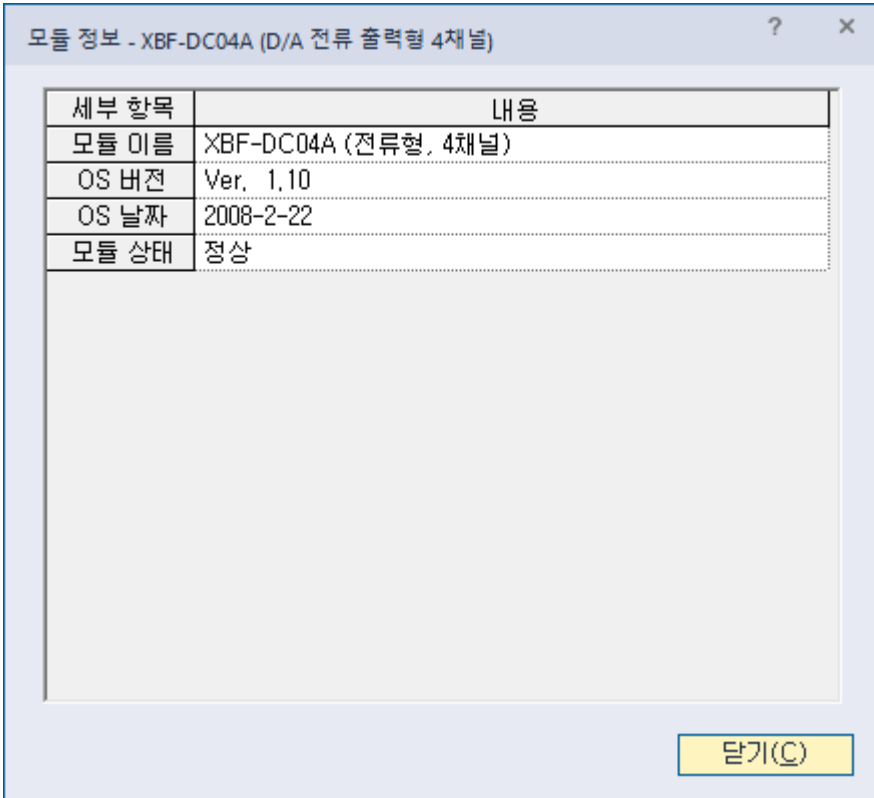 모듈 정보 - XBF-DC04A (D/A 전류 출력형 4채널)
? ×
세부 항목 내용
모듈 이름 XBF-DC04A (전류형, 4채널)
OS 버전 Ver. 1.10
OS 날짜 2008-2-22
모듈 상태 정상
닫기(C)